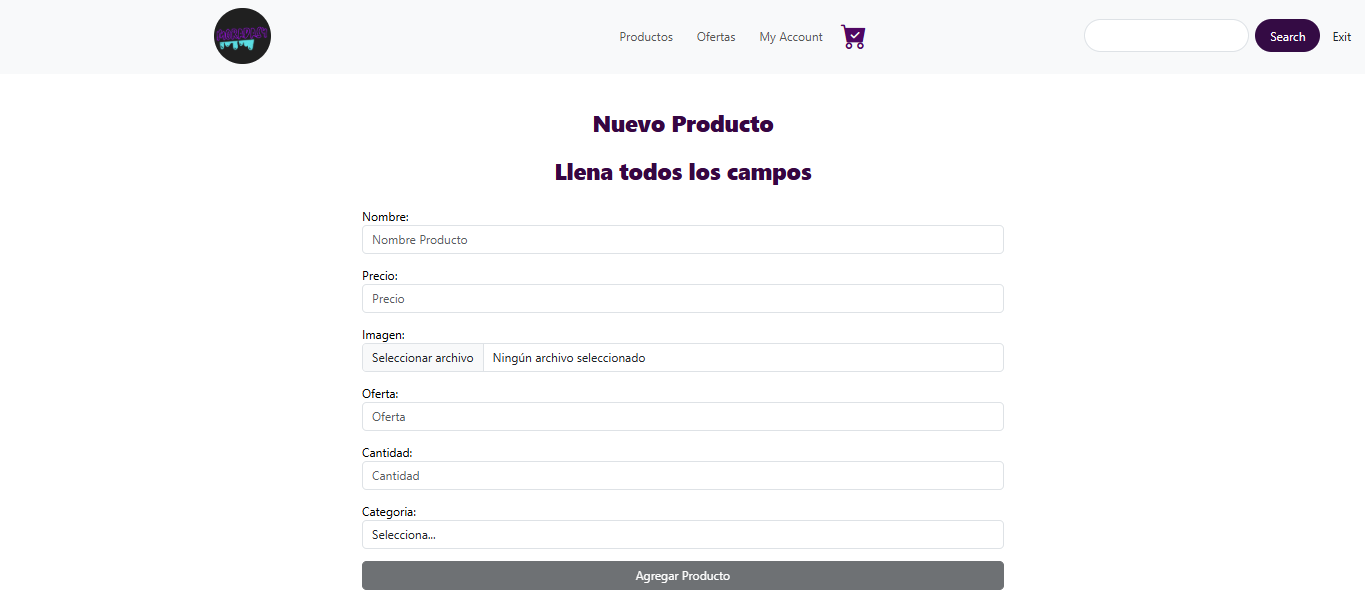 Productos Ofertas My Account Search Exit
Nuevo Producto
Llena todos los campos
Nombre:
Nombre Producto
Precio:
Precio
Imagen:
Seleccionar archivo Ningún archivo seleccionado
Oferta:
Oferta
Cantidad:
Cantidad
Categoria:
Selecciona...
Agregar Producto